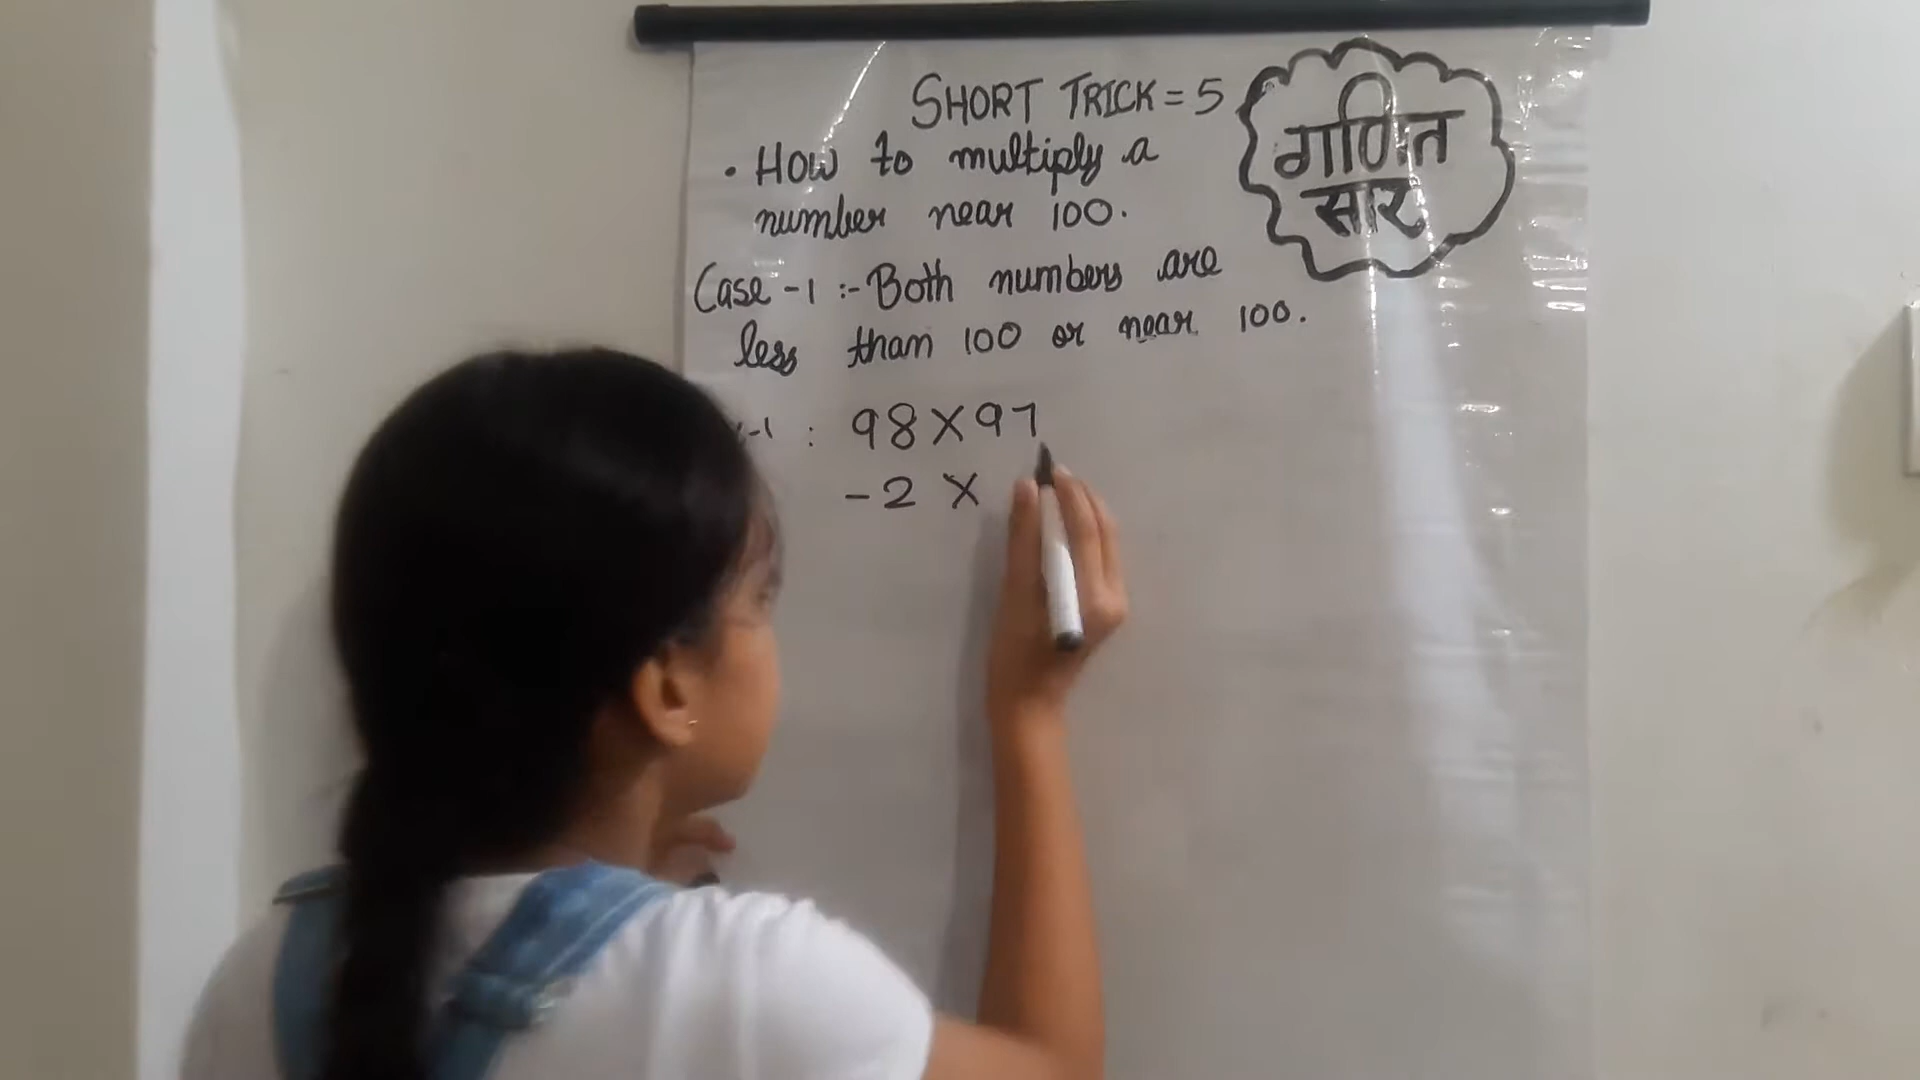 SHORT TRICK = 5
गणित
सार
• How to multiply a
number near 100.
Case -1 :- Both numbers are
less than 100 or near 100.
-1 : 98 X 97
-2 X